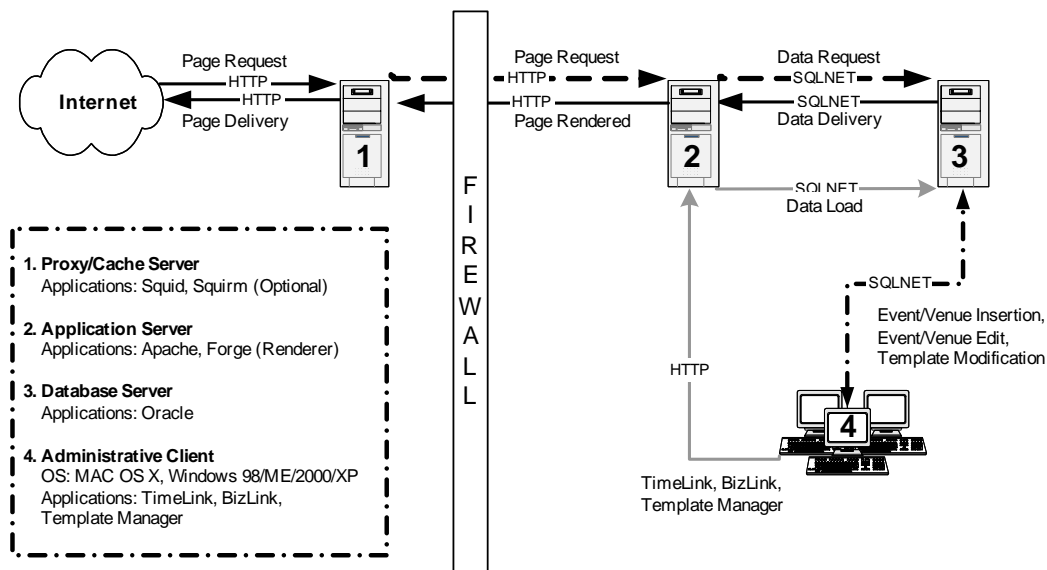 Page Request
HTTP
Internet
HTTP
Page Delivery
1
FIREWALL
Page Request
HTTP
HTTP
Page Rendered
2
Data Request
SQLNET
SQLNET
Data Delivery
3
SQLNET
Data Load
SQLNET
Event/Venue Insertion,
Event/Venue Edit,
Template Modification
HTTP
4
TimeLink, BizLink,
Template Manager
1. Proxy/Cache Server
Applications: Squid, Squirm (Optional)
2. Application Server
Applications: Apache, Forge (Renderer)
3. Database Server
Applications: Oracle
4. Administrative Client
OS: MAC OS X, Windows 98/ME/2000/XP
Applications: TimeLink, BizLink,
Template Manager